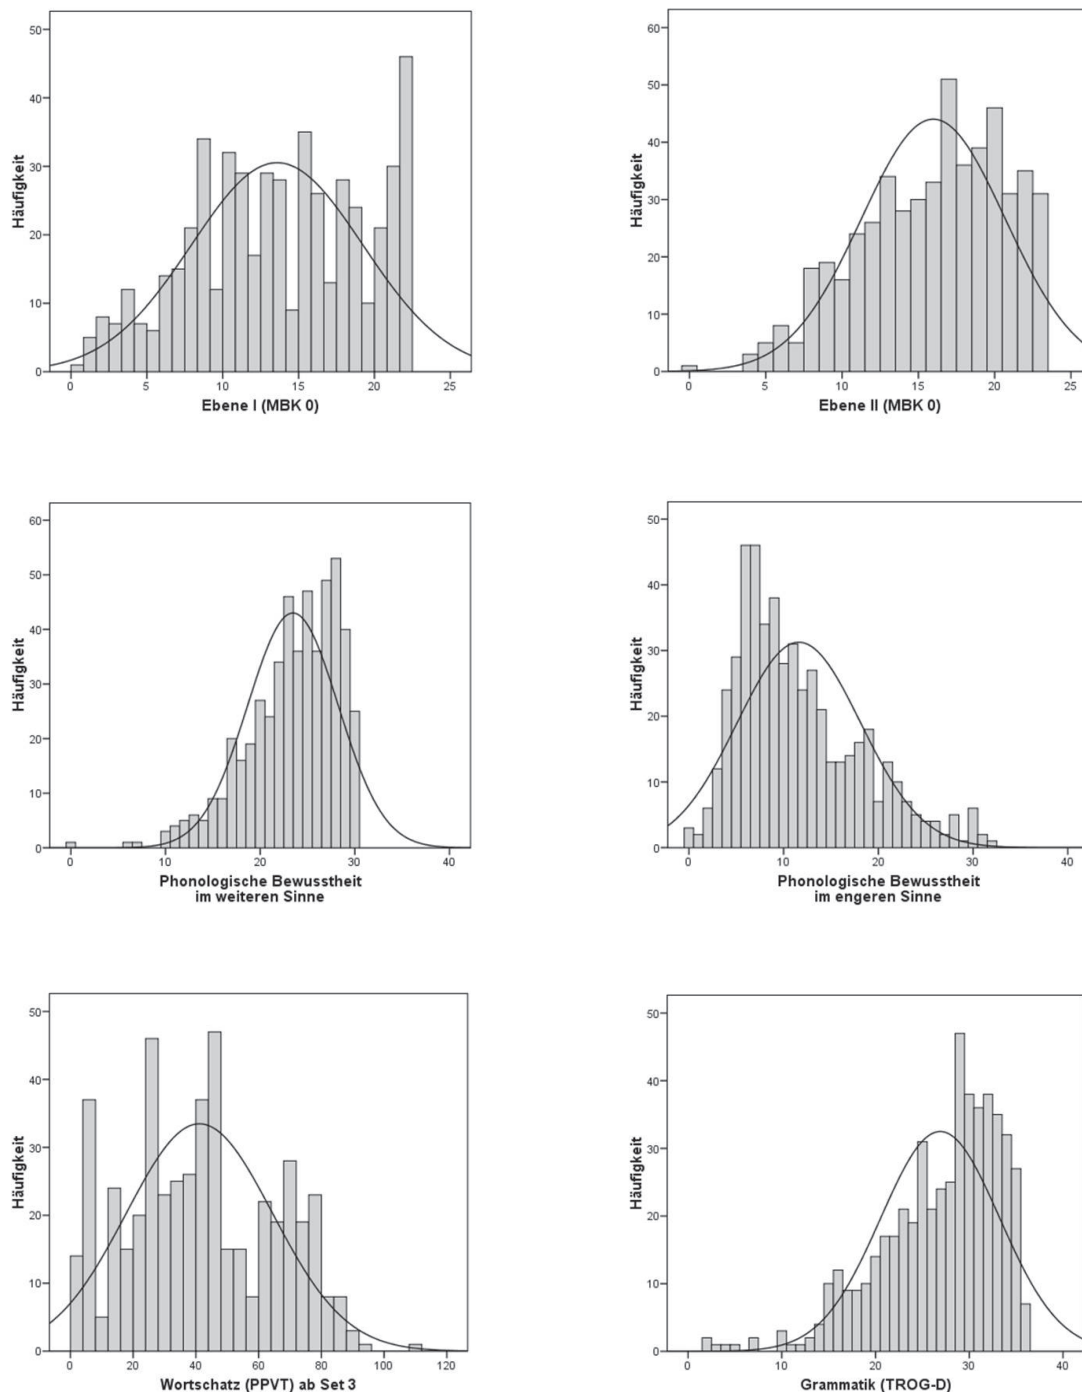 50
40
30
20
10
0
Häufigkeit
0 5 10 15 20 25
Ebene I (MBK 0)
60
50
40
30
20
10
0
Häufigkeit
0 5 10 15 20 25
Ebene II (MBK 0)
60
50
40
30
20
10
0
Häufigkeit
0 10 20 30 40
Phonologische Bewusstheit
im weiteren Sinne
50
40
30
20
10
0
Häufigkeit
0 10 20 30 40
Phonologische Bewusstheit
im engeren Sinne
50
40
30
20
10
0
Häufigkeit
0 20 40 60 80 100 120
Wortschatz (PPVT) ab Set 3
50
40
30
20
10
0
Häufigkeit
0 10 20 30 40
Grammatik (TROG-D)